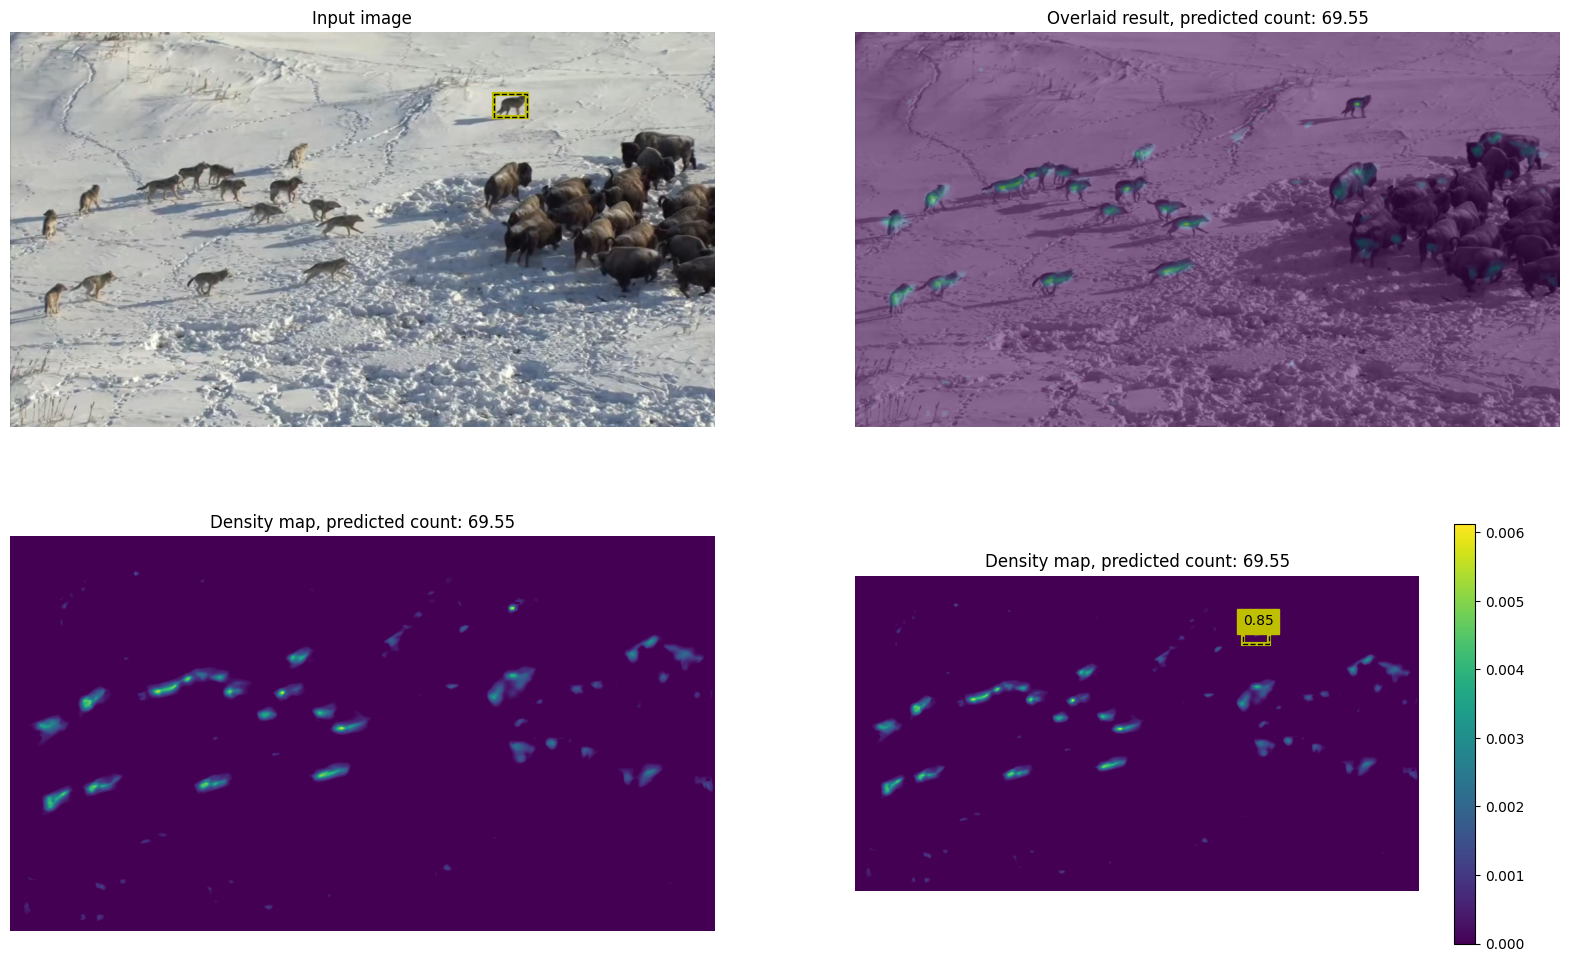 Input image
Overlaid result, predicted count: 69.55
Density map, predicted count: 69.55
Density map, predicted count: 69.55
0.85
0.006
0.005
0.004
0.003
0.002
0.001
0.000